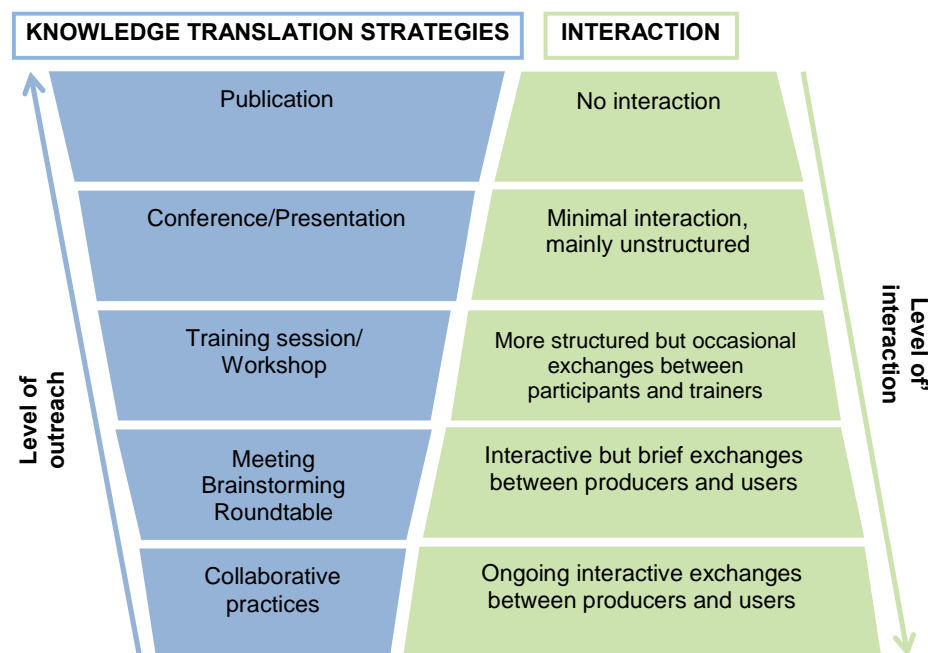 KNOWLEDGE TRANSLATION STRATEGIES
INTERACTION
Publication
No interaction
Conference/Presentation
Minimal interaction,
mainly unstructured
Training session/
Workshop
More structured but occasional
exchanges between
participants and trainers
Meeting
Brainstorming
Roundtable
Interactive but brief exchanges
between producers and users
Collaborative
practices
Ongoing interactive exchanges
between producers and users
Level of
outreach
Level of’
interaction